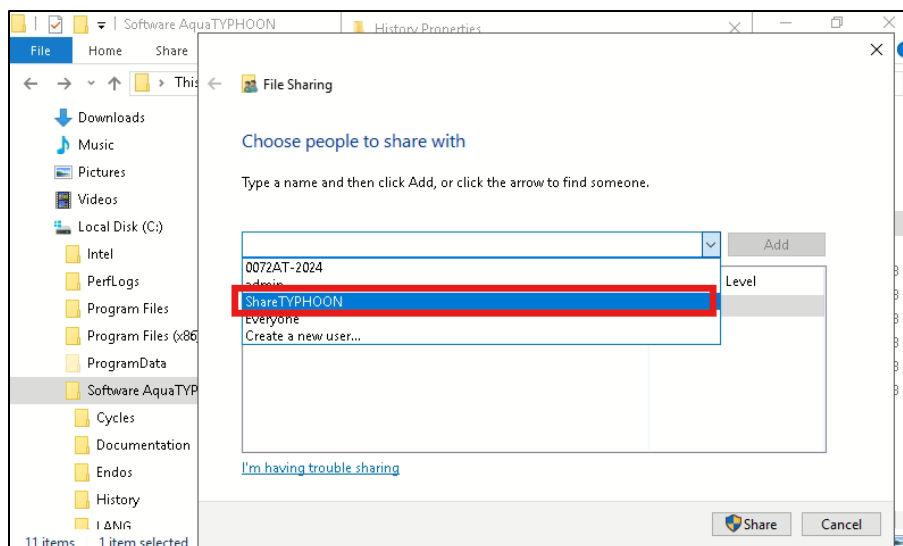 Software AquaTYPHOON
History Properties
File Home Share
This
File Sharing
Choose people to share with
Type a name and then click Add, or click the arrow to find someone.
Add
0072AT-2024
admin
ShareTYPHOON
Everyone
Create a new user...
Level
Downloads
Music
Pictures
Videos
Local Disk (C:)
Intel
PerfLogs
Program Files
Program Files (x86
ProgramData
Software AquaTYP
Cycles
Documentation
Endos
History
LANG
I'm having trouble sharing
Share Cancel
11 items 1 item selected